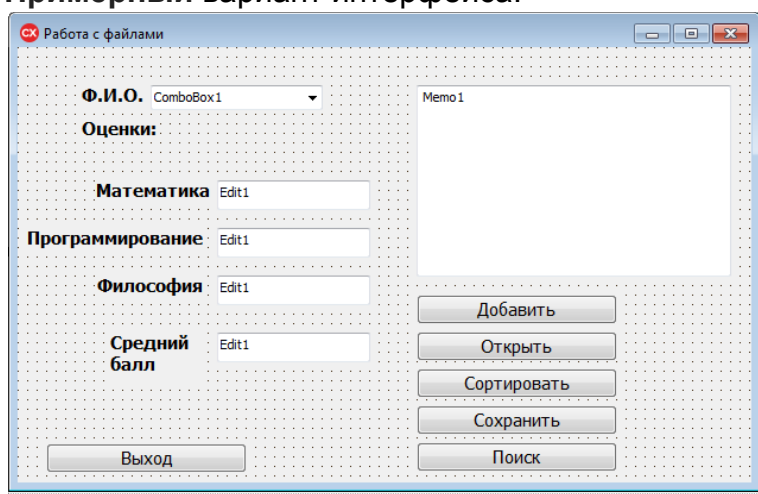 Примерный вариант интерфейса:
CX Работа с файлами
Ф.И.О. ComboBox1
Memo1
Оценки:
Математика Edit1
Программирование Edit1
Философия Edit1
Добавить
Средний балл Edit1
Открыть
Сортировать
Сохранить
Выход
Поиск